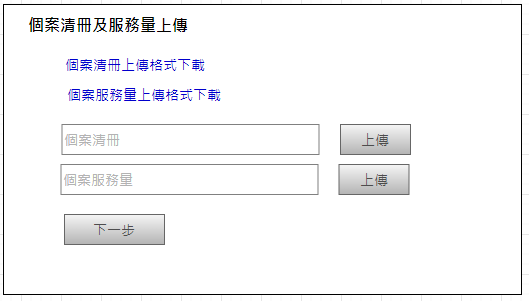 個案清冊及服務量上傳
個案清冊上傳格式下載
個案服務量上傳格式下載
個案清冊 上傳
個案服務量 上傳
下一步